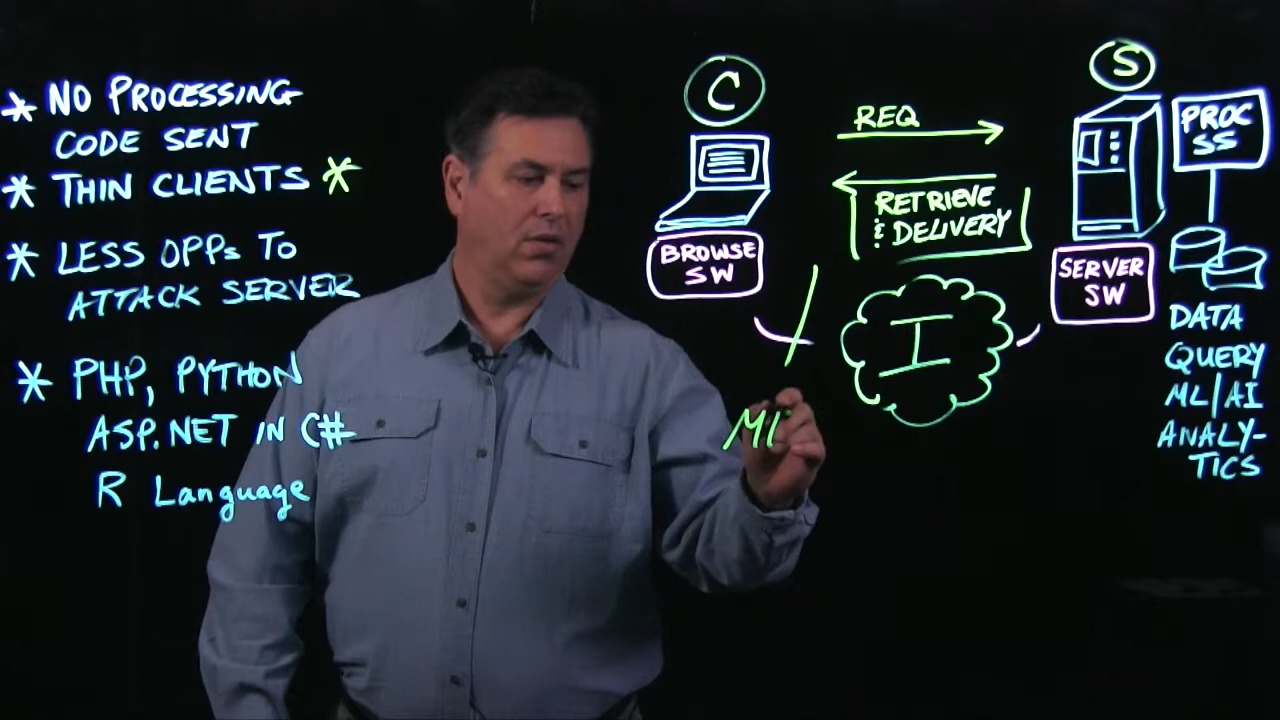 * NO PROCESSING
CODE SENT
* THIN CLIENTS *
* LESS OPPs TO
ATTACK SERVER
* PHP, PYTHON
ASP.NET IN C#
R Language
C
BROWSE
SW
REQ
RETRIEVE
& DELIVERY
I
S
PROC
SS
SERVER
SW
DATA
QUERY
ML/AI
ANALY-
TICS